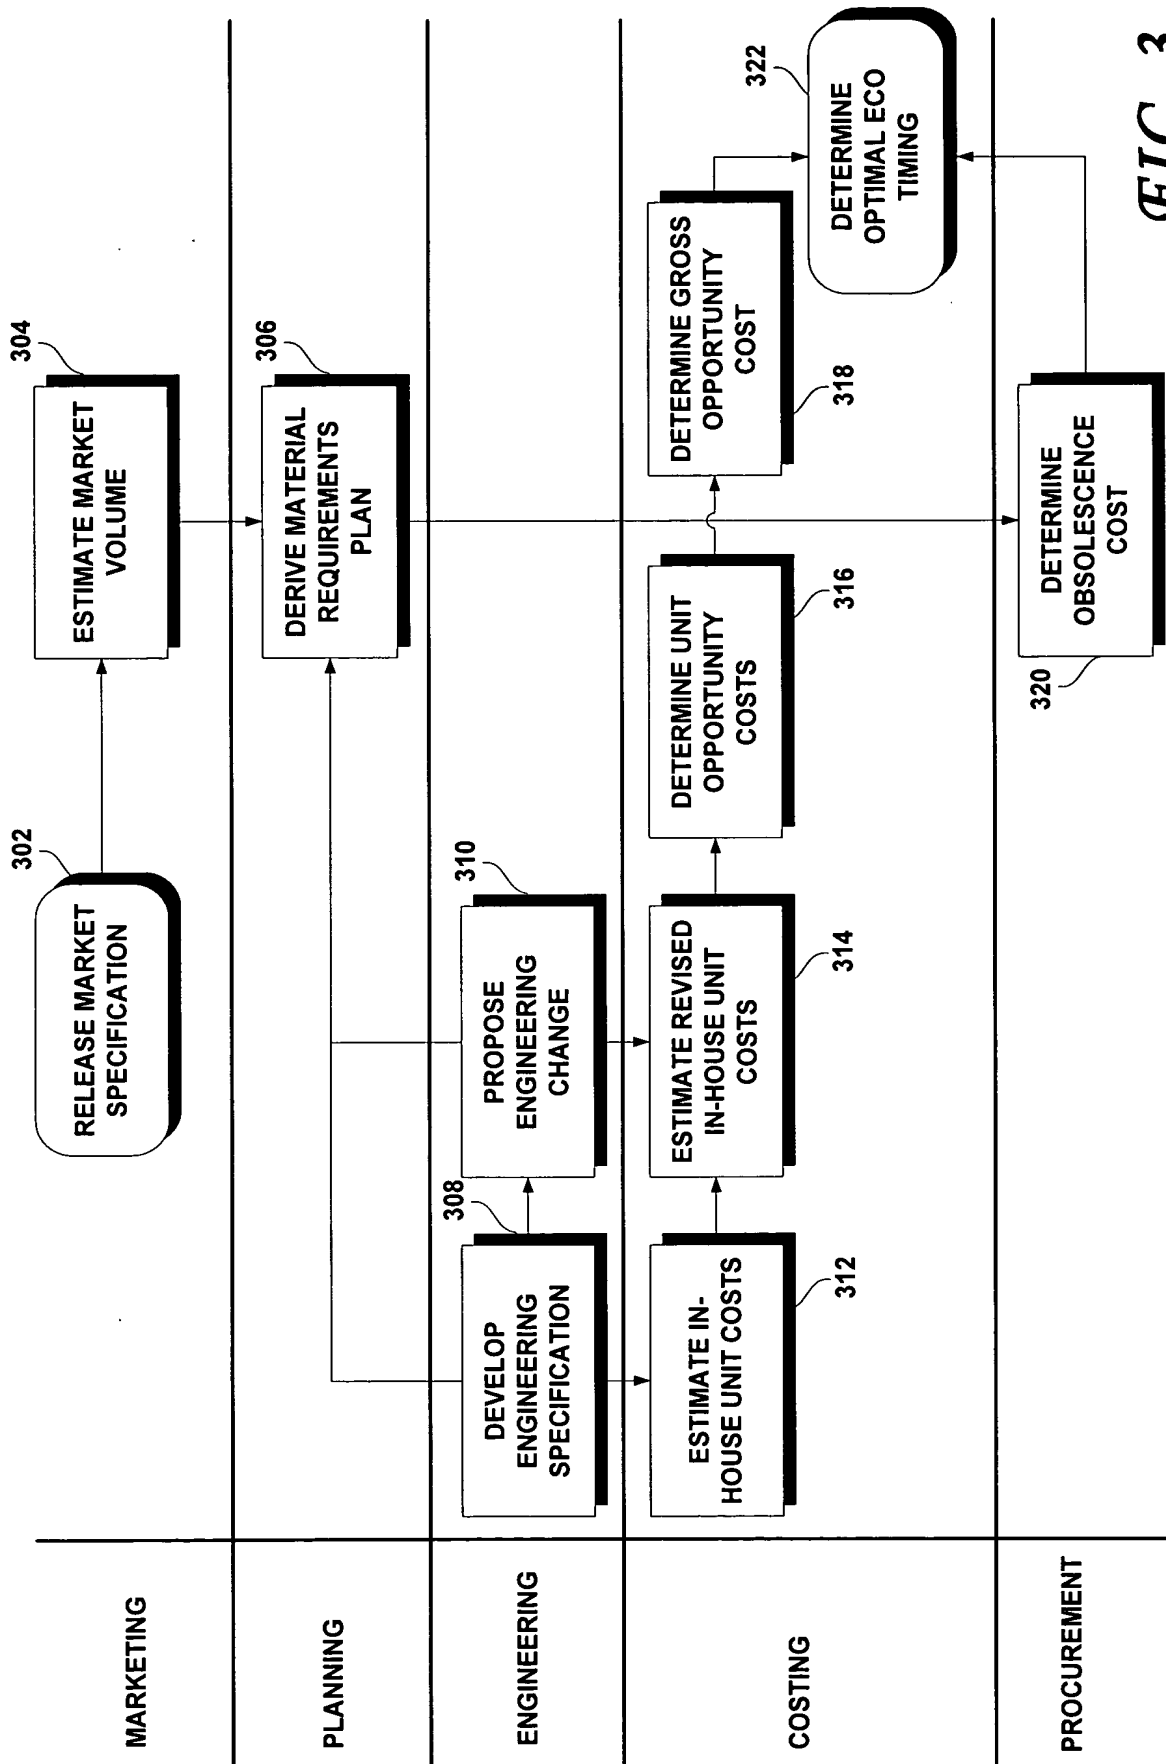 MARKETING
302
RELEASE MARKET
SPECIFICATION
304
ESTIMATE MARKET
VOLUME
PLANNING
306
DERIVE MATERIAL
REQUIREMENTS
PLAN
ENGINEERING
308
DEVELOP
ENGINEERING
SPECIFICATION
310
PROPOSE
ENGINEERING
CHANGE
COSTING
ESTIMATE IN-
HOUSE UNIT COSTS
312
ESTIMATE REVISED
IN-HOUSE UNIT
COSTS
314
DETERMINE UNIT
OPPORTUNITY
COSTS
316
DETERMINE GROSS
OPPORTUNITY
COST
318
322
DETERMINE
OPTIMAL ECO
TIMING
PROCUREMENT
320
DETERMINE
OBSOLESCENCE
COST
FIG. 3